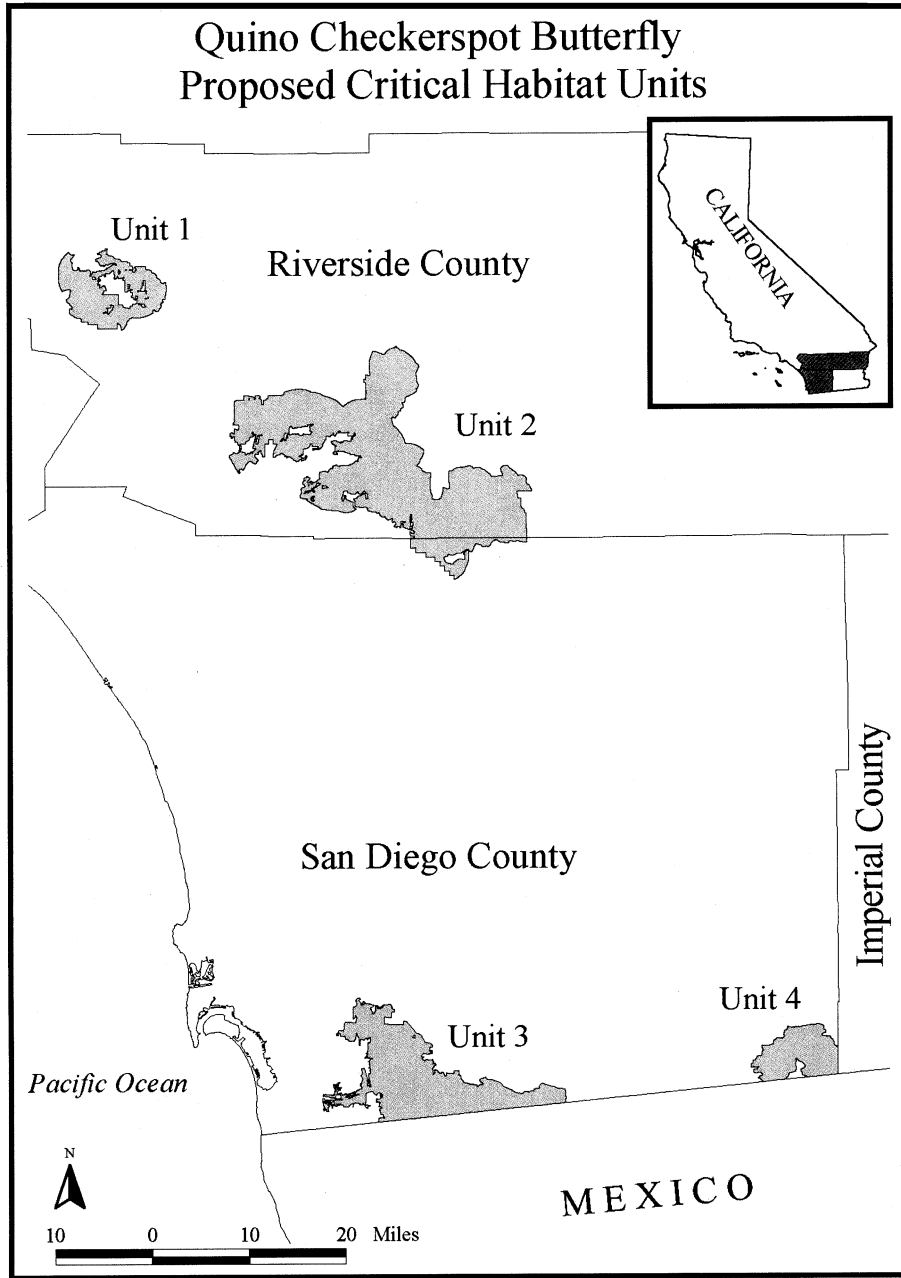 Quino Checkerspot Butterfly
Proposed Critical Habitat Units
CALIFORNIA
Unit 1
Riverside County
Unit 2
San Diego County
Imperial County
Unit 4
Unit 3
Pacific Ocean
N
MEXICO
10 0 10 20 Miles